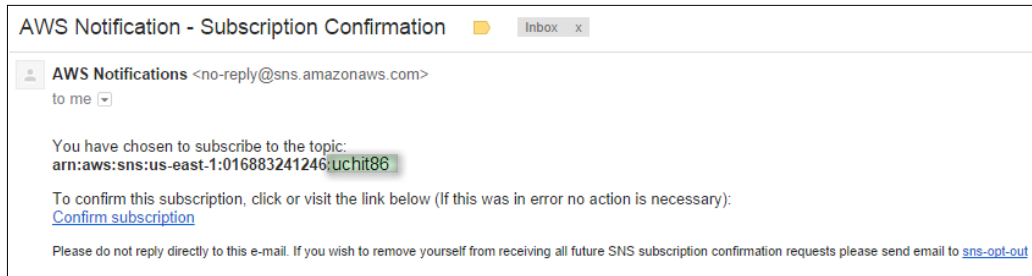 AWS Notification - Subscription Confirmation Inbox x
AWS Notifications <no-reply@sns.amazonaws.com>
to me
You have chosen to subscribe to the topic:
arn:aws:sns:us-east-1:016883241246:uchit86
To confirm this subscription, click or visit the link below (If this was in error no action is necessary):
Confirm subscription
Please do not reply directly to this e-mail. If you wish to remove yourself from receiving all future SNS subscription confirmation requests please send email to sns-opt-out